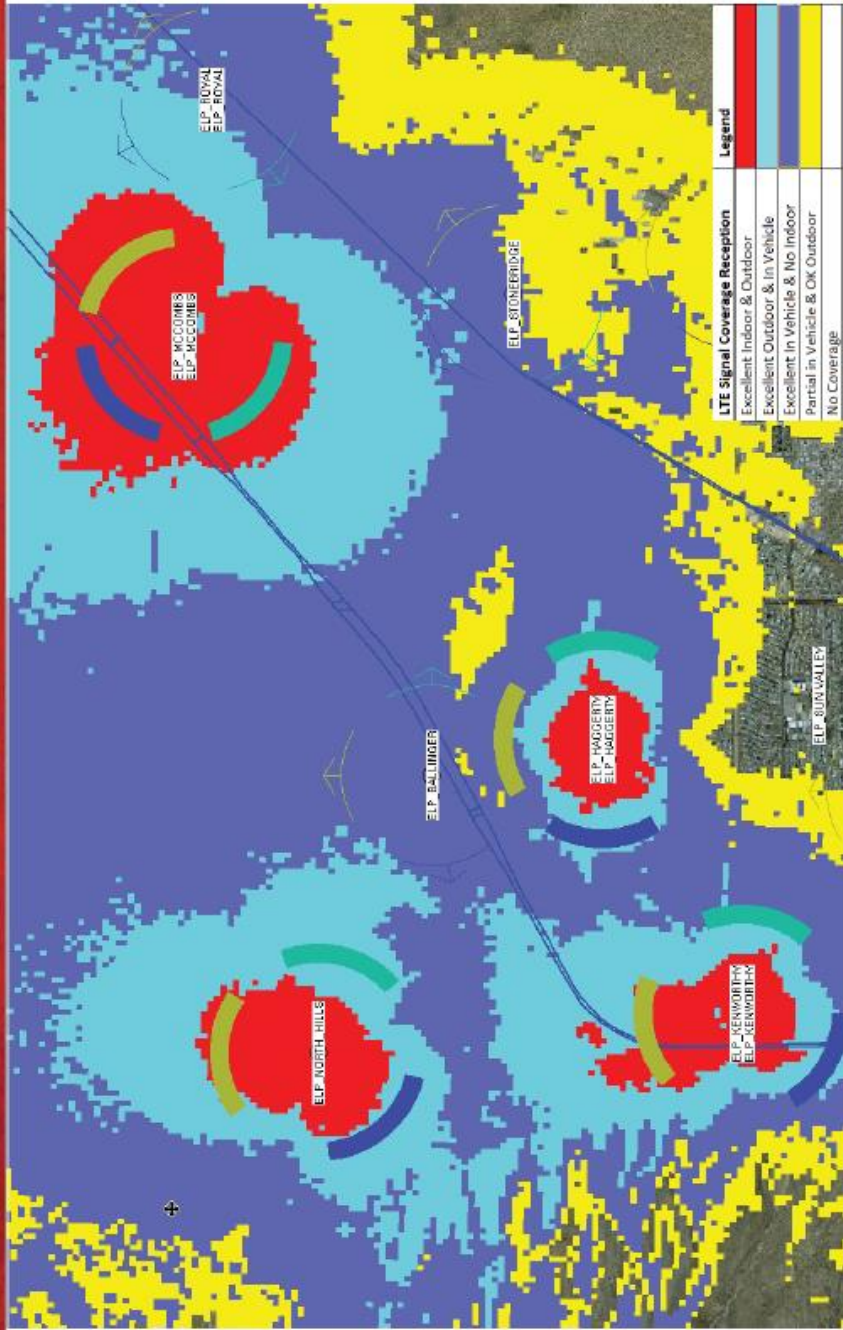 ELP_ROYAL
ELP_ROYAL
ELP_MCCOMBS
ELP_MCCOMBS
ELP_STONEBRIDGE
ELP_BALLINGER
ELP_HAGGERTY
ELP_HAGGERTY
ELP_SUN VALLEY
ELP_NORTH_HILLS
ELP_KENWORTHY
ELP_KENWORTHY
LTE Signal Coverage Reception Legend
Excellent Indoor & Outdoor
Excellent Outdoor & In Vehicle
Excellent In Vehicle & No Indoor
Partial in Vehicle & OK Outdoor
No Coverage